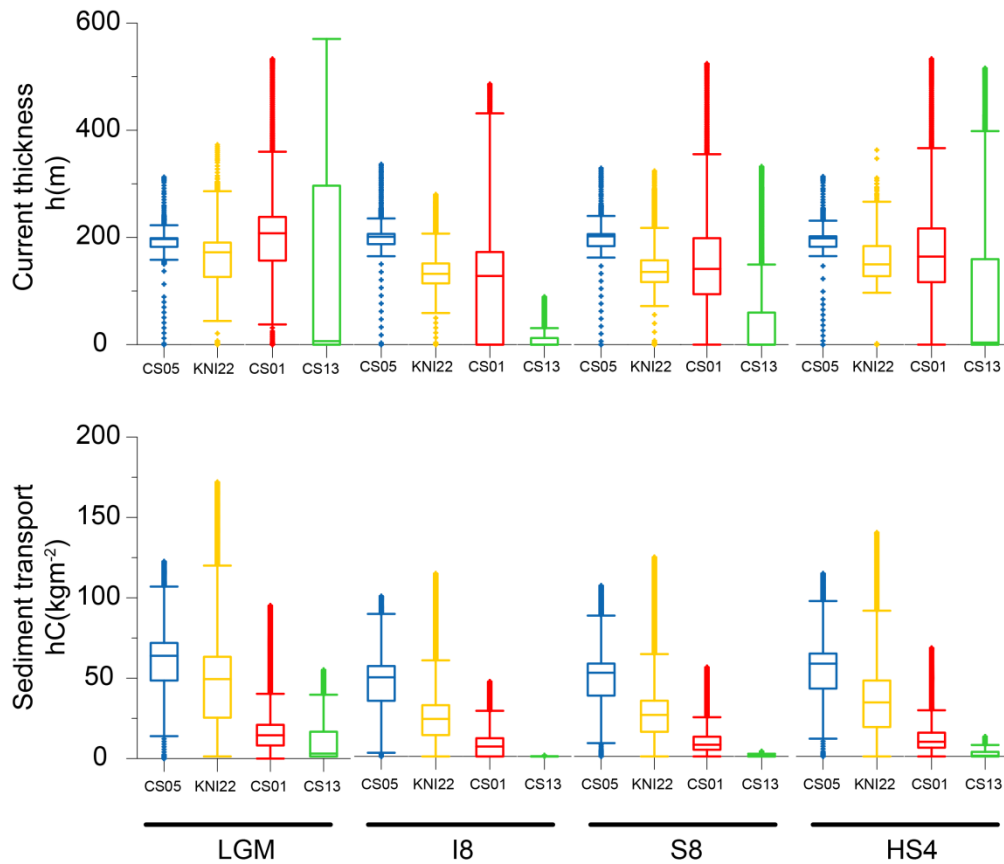 Current thickness
h(m)
600
400
200
0
CS05 KNI22 CS01 CS13 CS05 KNI22 CS01 CS13 CS05 KNI22 CS01 CS13 CS05 KNI22 CS01 CS13
Sediment transport
hC(kgm⁻²)
200
150
100
50
0
CS05 KNI22 CS01 CS13 CS05 KNI22 CS01 CS13 CS05 KNI22 CS01 CS13 CS05 KNI22 CS01 CS13
LGM I8 S8 HS4